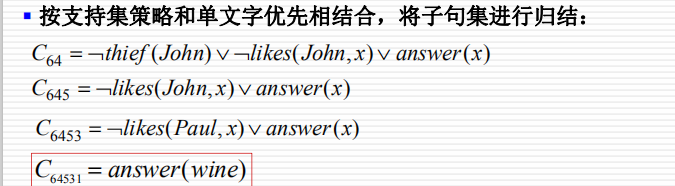 ▪ 按支持集策略和单文字优先相结合，将子句集进行归结：
C₆₄ = ¬thief (John) ∨ ¬likes(John, x) ∨ answer(x)
C₆₄₅ = ¬likes(John, x) ∨ answer(x)
C₆₄₅₃ = ¬likes(Paul, x) ∨ answer(x)
C₆₄₅₃₁ = answer(wine)